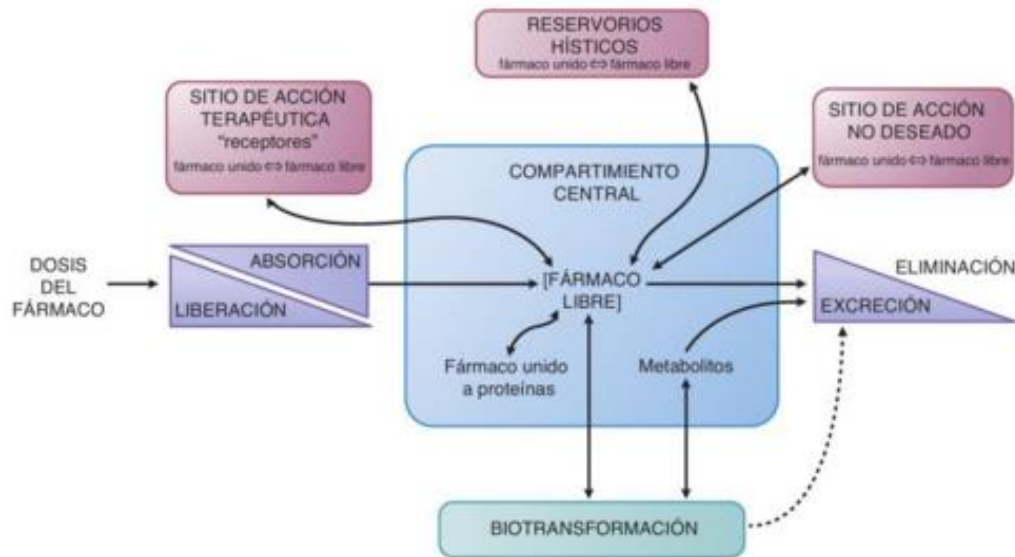 RESERVORIOS
HÍSTICOS
fármaco unido ⇔ fármaco libre
SITIO DE ACCIÓN
TERAPÉUTICA
“receptores”
fármaco unido ⇔ fármaco libre
SITIO DE ACCIÓN
NO DESEADO
fármaco unido ⇔ fármaco libre
COMPARTIMIENTO
CENTRAL
DOSIS
DEL
FÁRMACO
ABSORCIÓN
LIBERACIÓN
[FÁRMACO
LIBRE]
ELIMINACIÓN
EXCRECIÓN
Fármaco unido
a proteínas
Metabolitos
BIOTRANSFORMACIÓN